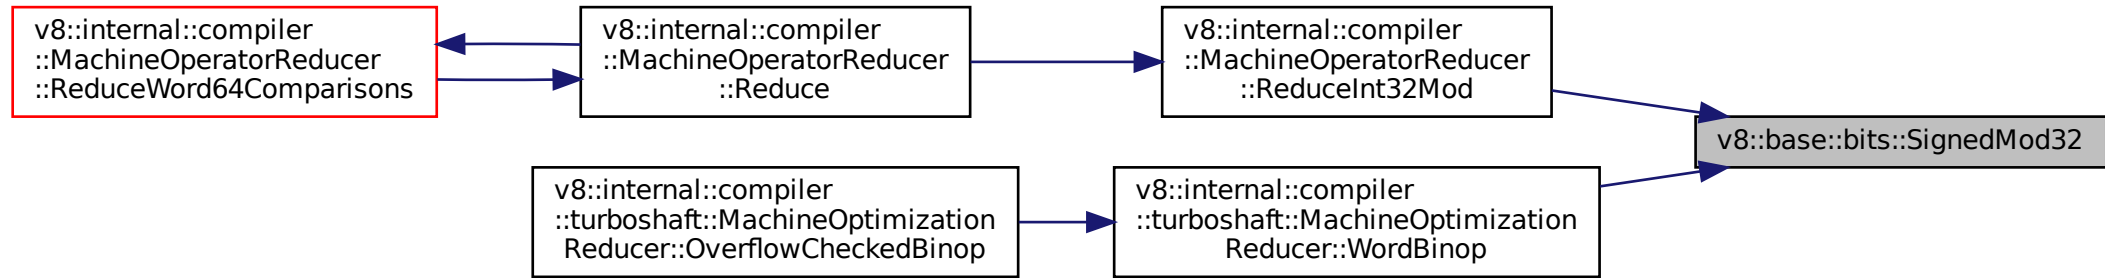 v8::internal::compiler
::MachineOperatorReducer
::ReduceWord64Comparisons
v8::internal::compiler
::MachineOperatorReducer
::Reduce
v8::internal::compiler
::MachineOperatorReducer
::ReduceInt32Mod
v8::base::bits::SignedMod32
v8::internal::compiler
::turboshaft::MachineOptimization
Reducer::OverflowCheckedBinop
v8::internal::compiler
::turboshaft::MachineOptimization
Reducer::WordBinop